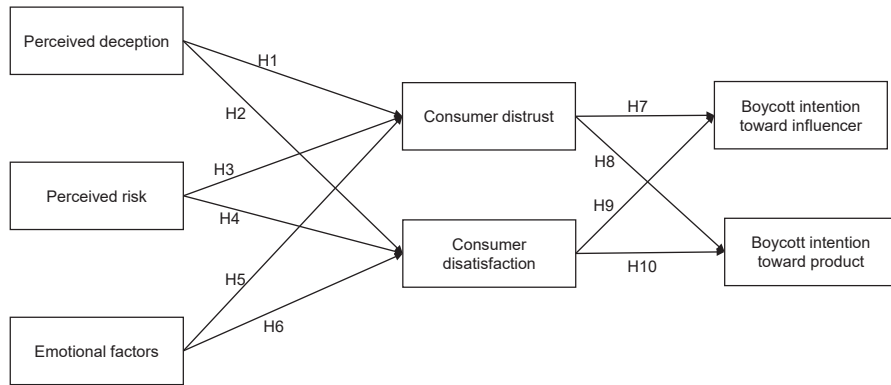 Perceived deception
H1
H2
Consumer distrust
H7
Boycott intention
toward influencer
H3
H8
Perceived risk
H4
H9
Consumer
disatisfaction
Boycott intention
toward product
H5
H10
H6
Emotional factors